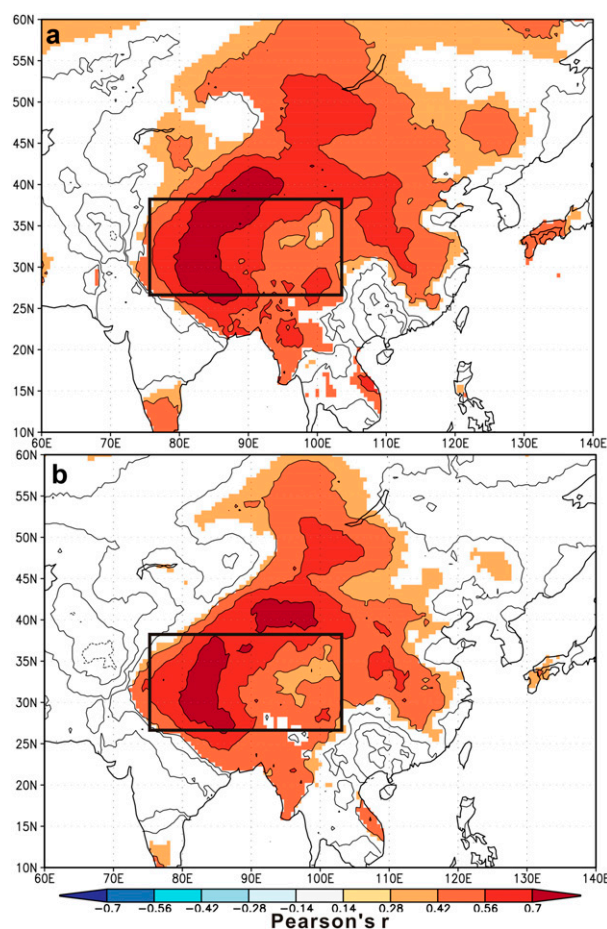 60N
a
55N
50N
45N
40N
35N
30N
25N
20N
15N
10N
60E 70E 80E 90E 100E 110E 120E 130E 140E
60N
b
55N
50N
45N
40N
35N
30N
25N
20N
15N
10N
60E 70E 80E 90E 100E 110E 120E 130E 140E
-0.7 -0.56 -0.42 -0.28 -0.14 0.14 0.28 0.42 0.56 0.7
Pearson's r